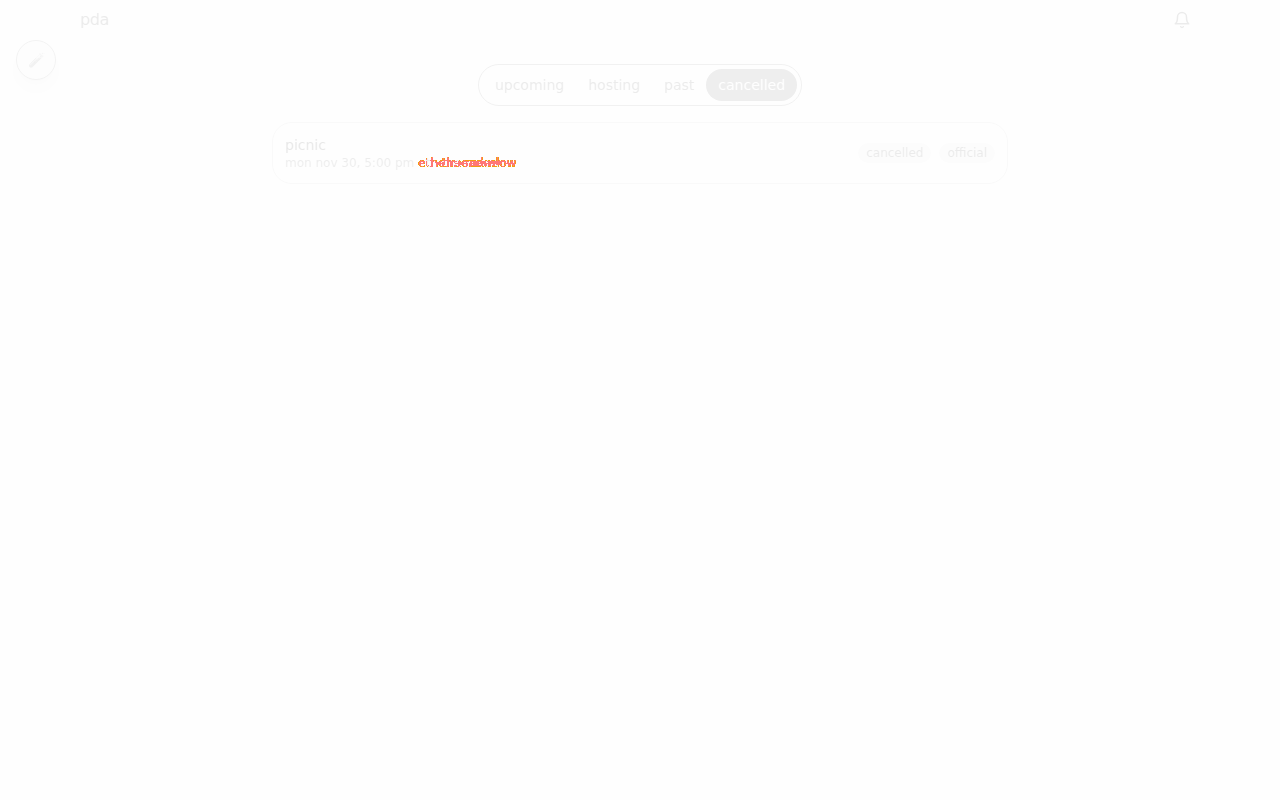 pda
upcoming hosting past cancelled
picnic
mon nov 30, 5:00 pm
cancelled official